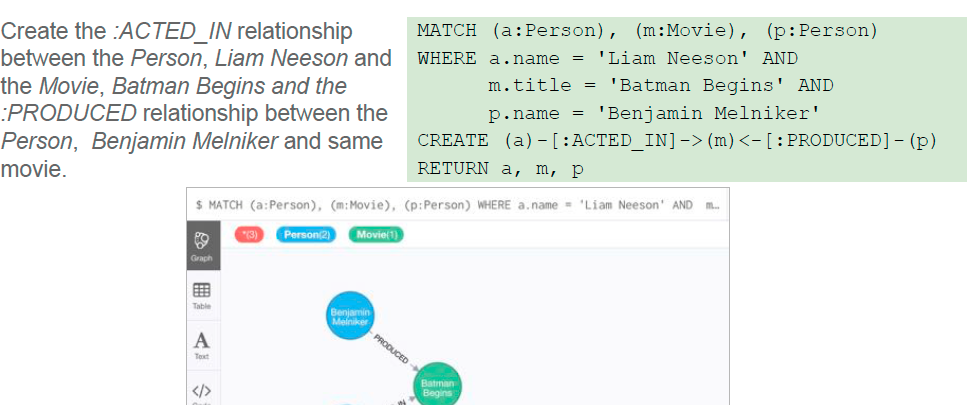 Create the :ACTED_IN relationship
between the Person, Liam Neeson and
the Movie, Batman Begins and the
:PRODUCED relationship between the
Person, Benjamin Melniker and same
movie.
MATCH (a:Person), (m:Movie), (p:Person)
WHERE a.name = 'Liam Neeson' AND
m.title = 'Batman Begins' AND
p.name = 'Benjamin Melniker'
CREATE (a)-[:ACTED_IN]->(m)<-[:PRODUCED]-(p)
RETURN a, m, p
$ MATCH (a:Person), (m:Movie), (p:Person) WHERE a.name = 'Liam Neeson' AND m…
*(3) Person(2) Movie(1)
Graph
Table
A
Text
</>
Benjamin
Melniker
PRODUCED
Batman
Begins